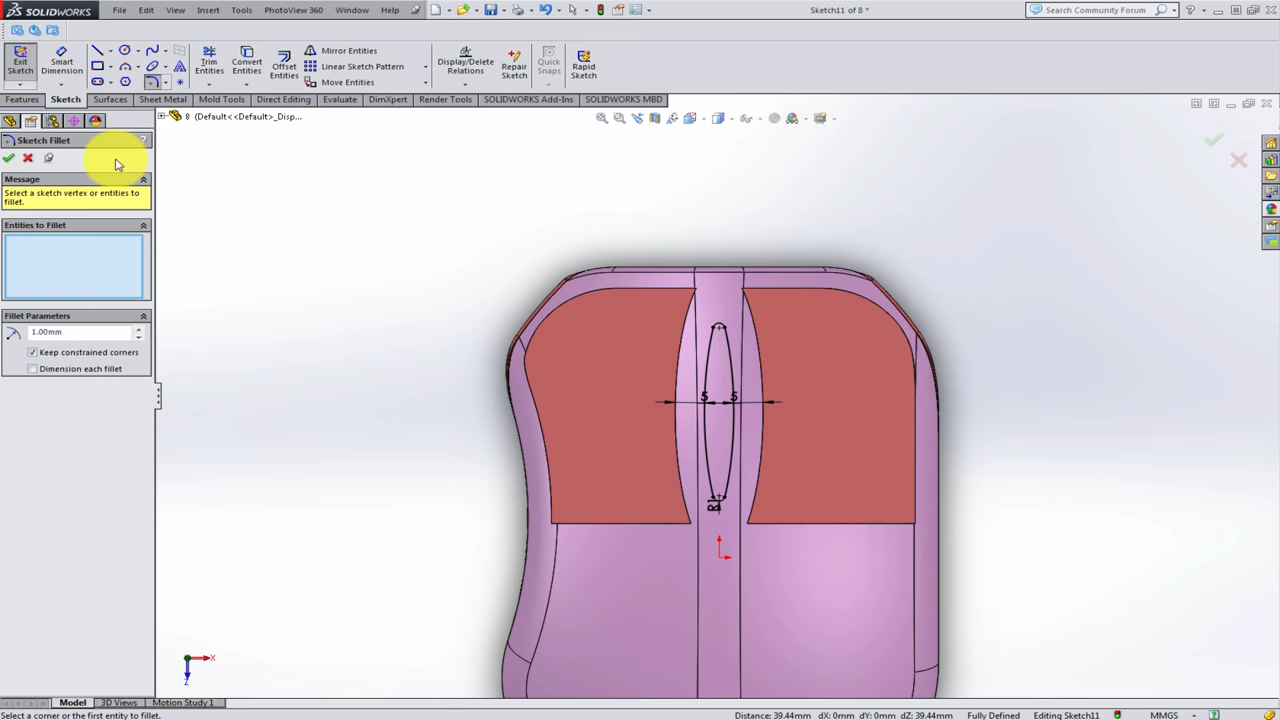 SOLIDWORKS
File Edit View Insert Tools PhotoView 360 Window Help
Sketch11 of 8 *
Search Community Forum
Exit Sketch
Smart Dimension
Trim Entities
Convert Entities
Offset Entities
Mirror Entities
Linear Sketch Pattern
Move Entities
Display/Delete Relations
Repair Sketch
Quick Snaps
Rapid Sketch
Features Sketch Surfaces Sheet Metal Mold Tools Direct Editing Evaluate DimXpert Render Tools SOLIDWORKS Add-Ins SOLIDWORKS MBD
8 (Default<<Default>_Disp...
Sketch Fillet
?
Message
Select a sketch vertex or entities to
fillet.
Entities to Fillet
Fillet Parameters
1.00mm
Keep constrained corners
Dimension each fillet
5 5
R1
X
Z
Model 3D Views Motion Study 1
Select a corner or the first entity to fillet.
Distance: 39.44mm dX: 0mm dY: 0mm dZ: 39.44mm Fully Defined Editing Sketch11 MMGS